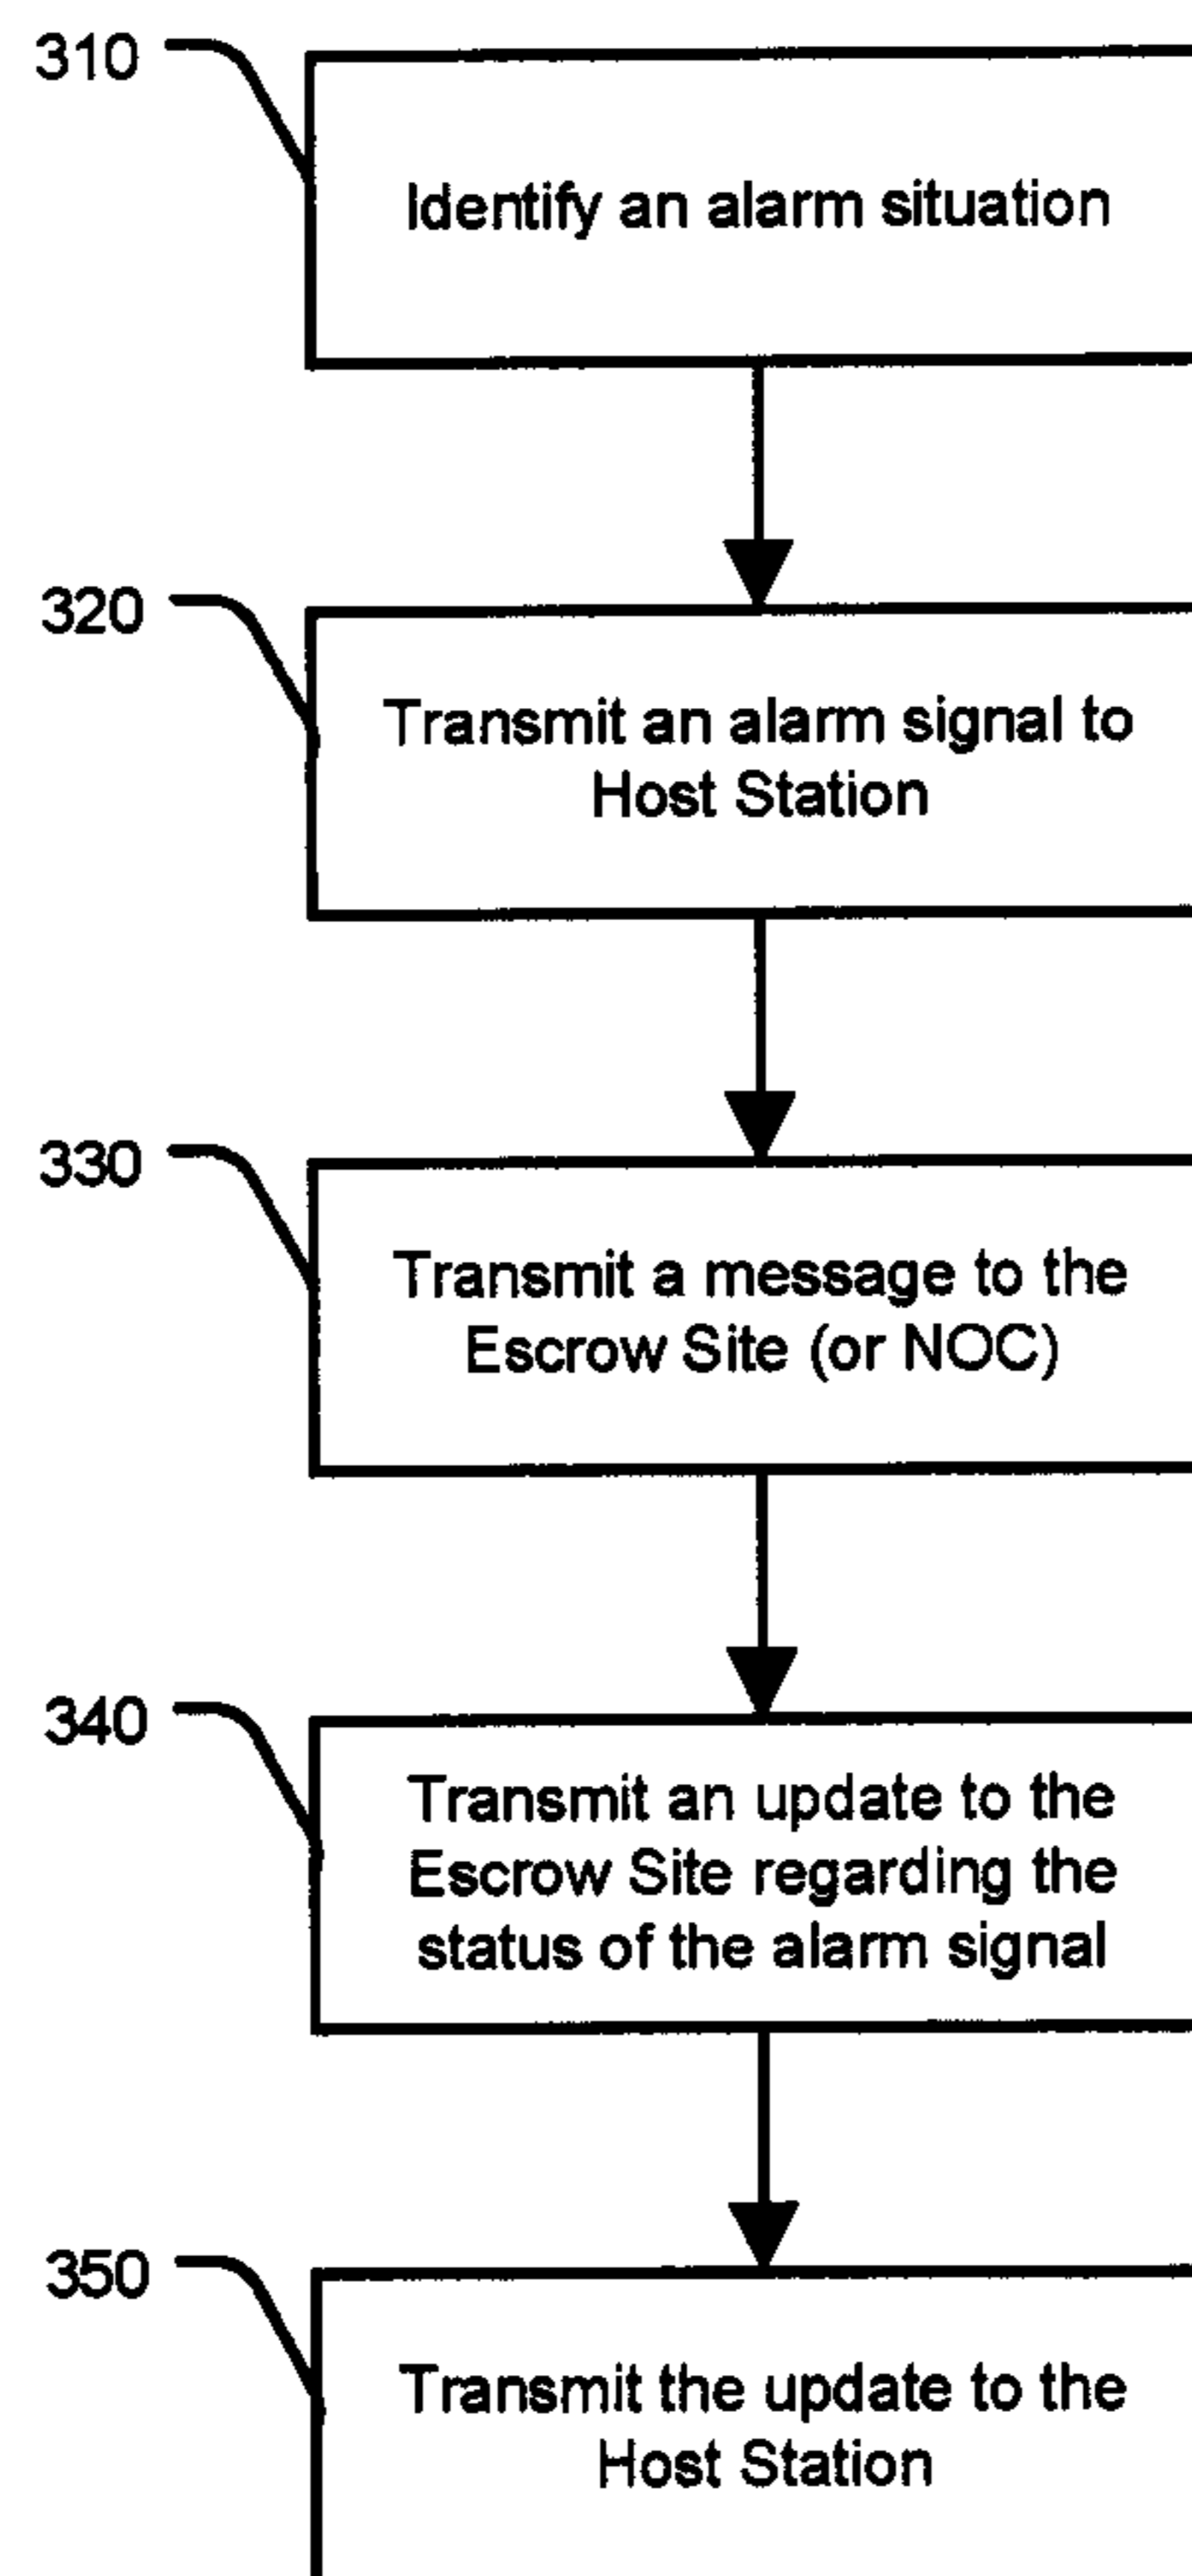 310
Identify an alarm situation
320
Transmit an alarm signal to
Host Station
330
Transmit a message to the
Escrow Site (or NOC)
340
Transmit an update to the
Escrow Site regarding the
status of the alarm signal
350
Transmit the update to the
Host Station